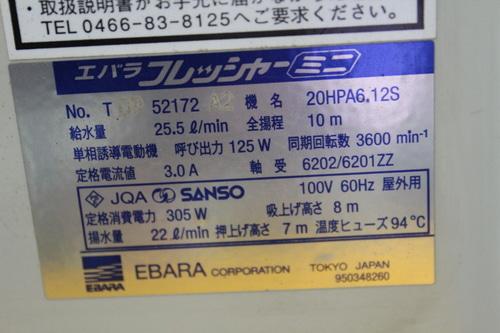 ・取扱説明書がお手元に届かな
TEL 0466-83-8125へご要求ください。
エバラ フレッシャーミニ
No. T 52172 機 名 20HPA6.12S
給水量 25.5 ℓ/min 全揚程 10 m
単相誘導電動機 呼び出力 125 W 同期回転数 3600 min⁻¹
定格電流値 3.0 A 軸 受 6202/6201ZZ
JQA SANSO 100V 60Hz 屋外用
定格消費電力 305 W 吸上げ高さ 8 m
揚水量 22 ℓ/min 押上げ高さ 7 m 温度ヒューズ 94℃
EBARA EBARA CORPORATION TOKYO JAPAN
950348260